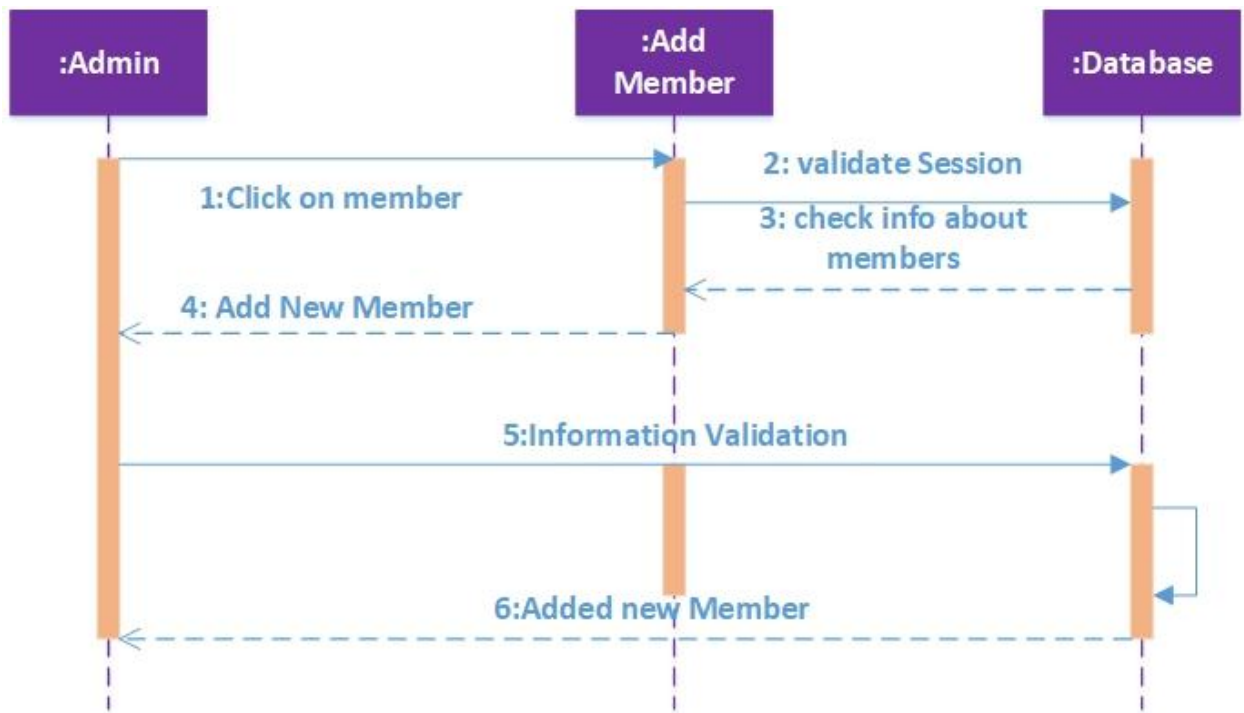 :Admin
:Add
Member
:Database
2: validate Session
1:Click on member
3: check info about
members
4: Add New Member
5:Information Validation
6:Added new Member